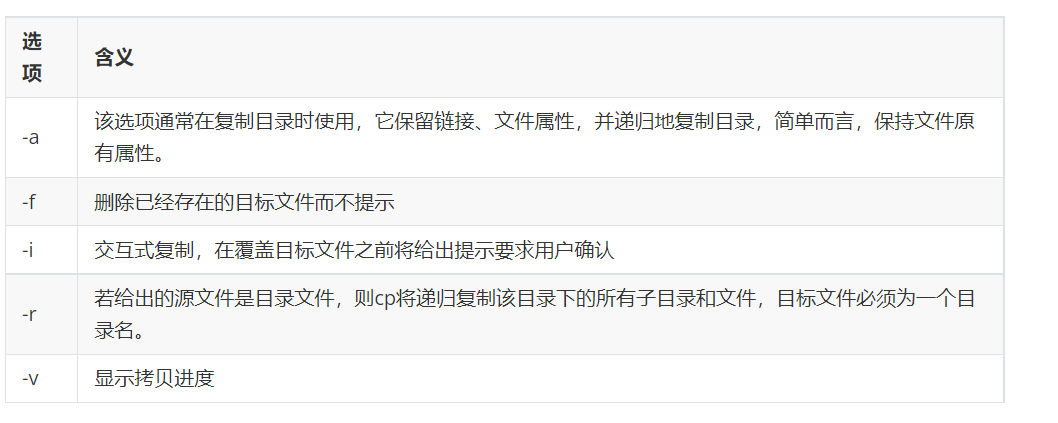 选
项
含义
-a
该选项通常在复制目录时使用，它保留链接、文件属性，并递归地复制目录，简单而言，保持文件原
有属性。
-f
删除已经存在的目标文件而不提示
-i
交互式复制，在覆盖目标文件之前将给出提示要求用户确认
-r
若给出的源文件是目录文件，则cp将递归复制该目录下的所有子目录和文件，目标文件必须为一个目
录名。
-v
显示拷贝进度